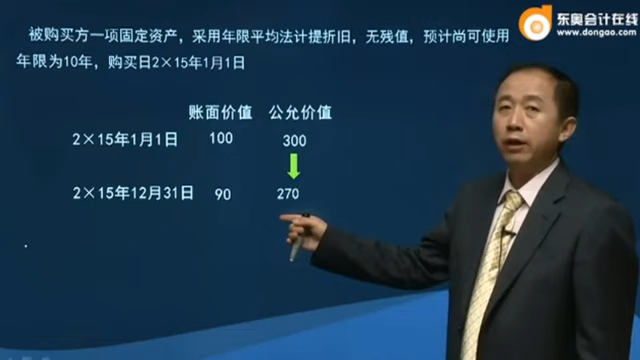 东奥会计在线
www.dongao.com
被购买方一项固定资产，采用年限平均法计提折旧，无残值，预计尚可使用
年限为10年，购买日2×15年1月1日
账面价值 公允价值
2×15年1月1日 100 300
2×15年12月31日 90 270